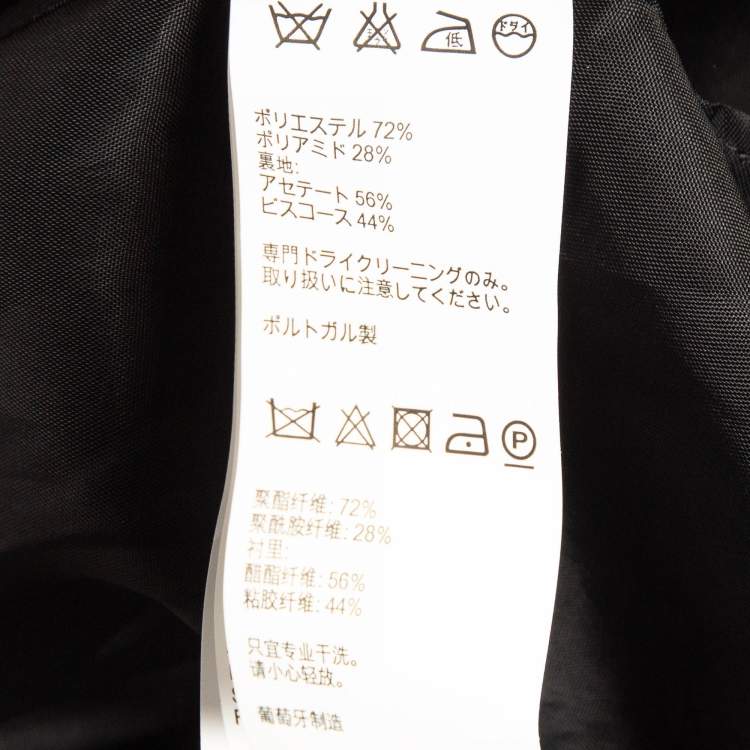 ドライ
低
ポリエステル 72%
ポリアミド 28%
裏地:
アセテート 56%
ビスコース 44%
専門ドライクリーニングのみ。
取り扱いに注意してください。
ポルトガル製
P
聚酯纤维: 72%
聚酰胺纤维: 28%
衬里:
醋酯纤维: 56%
粘胶纤维: 44%
只宜专业干洗。
请小心轻放。
葡萄牙制造